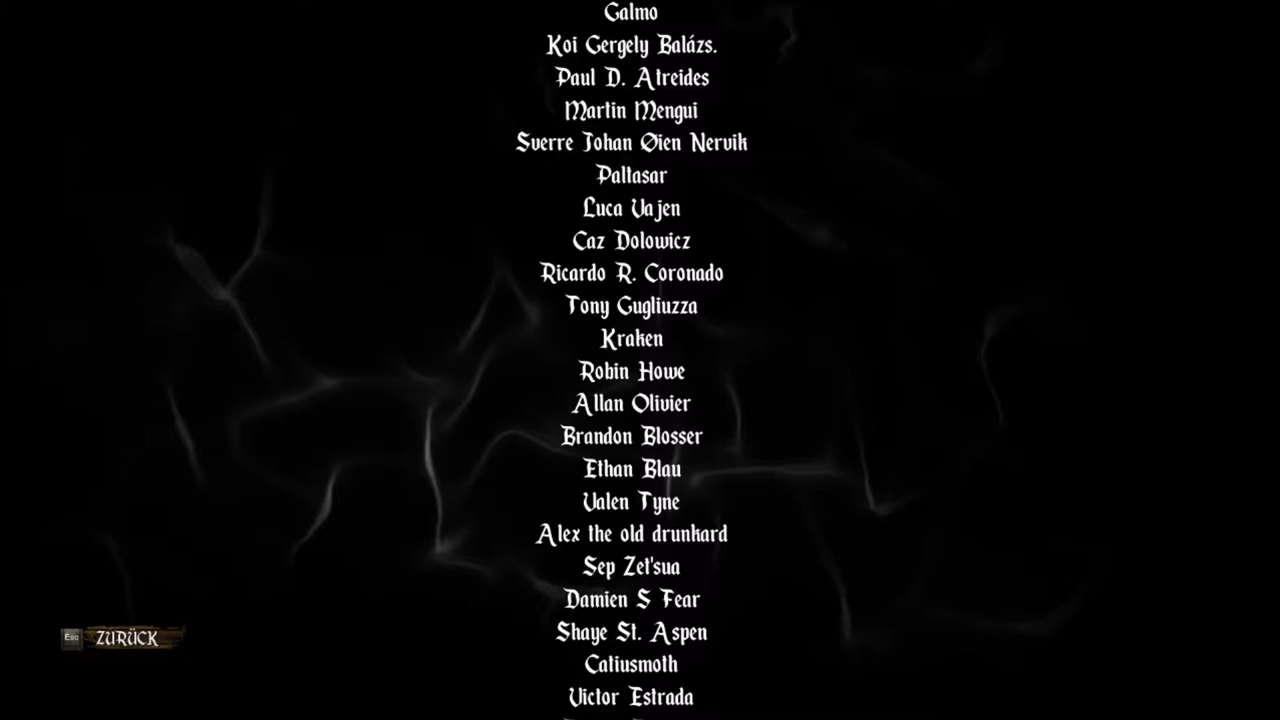 Galmo
Koi Gergely Balázs.
Paul D. Atreides
Martin Mengui
Sverre Johan Øien Nervik
Paltasar
Luca Vajen
Caz Dolowicz
Ricardo R. Coronado
Tony Gugliuzza
Kraken
Robin Howe
Allan Olivier
Brandon Blosser
Ethan Blau
Valen Tyne
Alex the old drunkard
Sep Zet'sua
Damien S Fear
Esc ZURÜCK
Shaye St. Aspen
Catiusmoth
Victor Estrada